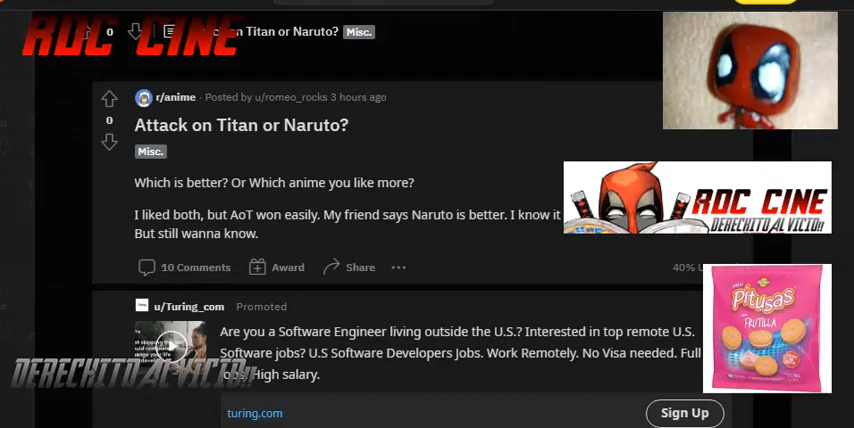 RDC CINE
0
on Titan or Naruto? Misc.
r/anime · Posted by u/romeo_rocks 3 hours ago
0
Attack on Titan or Naruto?
Misc.
Which is better? Or Which anime you like more?
I liked both, but AoT won easily. My friend says Naruto is better. I know it
But still wanna know.
RDC CINE
DERECHITO AL VICIO!!
10 Comments Award Share
40%
Pitusas
FRUTILLA
u/Turing_com Promoted
Are you a Software Engineer living outside the U.S.? Interested in top remote U.S.
Software jobs? U.S Software Developers Jobs. Work Remotely. No Visa needed. Full
High salary.
DERECHITO AL VICIO!!
turing.com
Sign Up